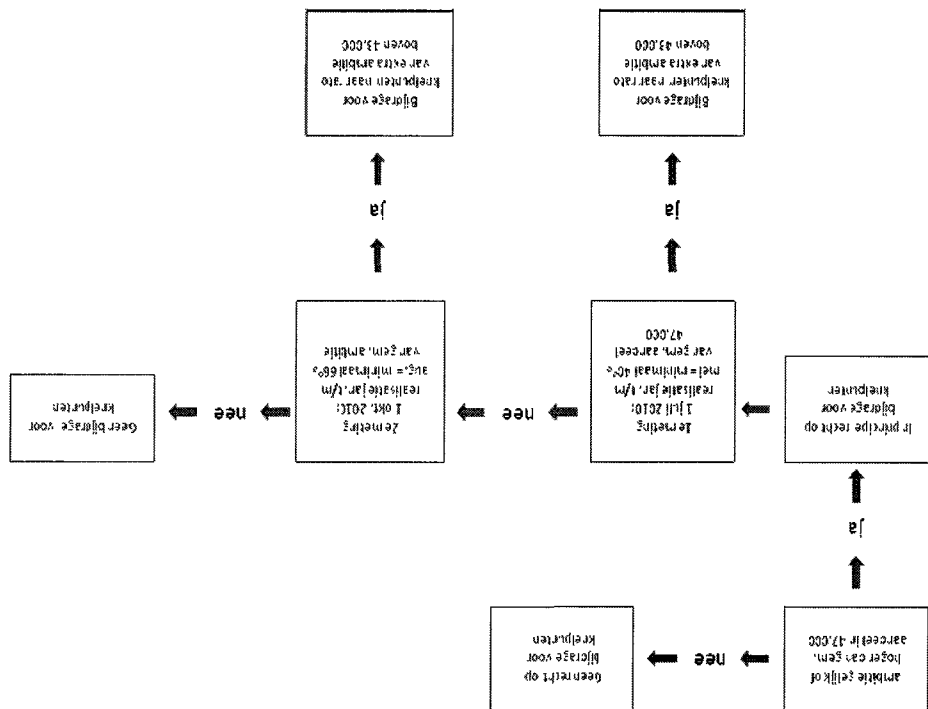 ambitie gelijk of
hoger dan gem.
aandeel in 47.000
nee
Geen recht op
bijdrage voor
knelpunten
ja
In principe recht op
bijdrage voor
knelpunten
1e meting
1 juli 2010:
realisatie jan. t/m
mei = minimaal 40%
van gem. aandeel
47.000
nee
2e meting
1 okt. 2010:
realisatie jan. t/m
aug. = minimaal 66%
van gem. ambitie
nee
Geen bijdrage voor
knelpunten
ja
ja
Bijdrage voor
knelpunten naar rato
van extra ambitie
boven 43.000
Bijdrage voor
knelpunten naar rato
van extra ambitie
boven 43.000